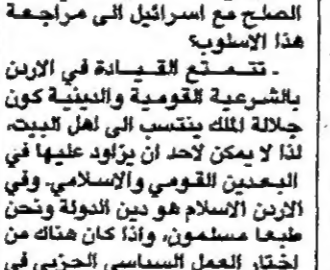 الصلح مع اسرائيل الى مراجعة
هذا الاسلوب؟
- تتمتع القيادة في الاردن
بالشرعية القومية والدينية كون
جلالة الملك ينتسب الى اهل البيت،
لذا لا يمكن لاحد ان يزاود عليها في
البعدين القومي والاسلامي. وفي
الاردن الاسلام هو دين الدولة ونحن
طبعا مسلمون، واذا كان هناك من
اختار العمل السياسي الحزبي في